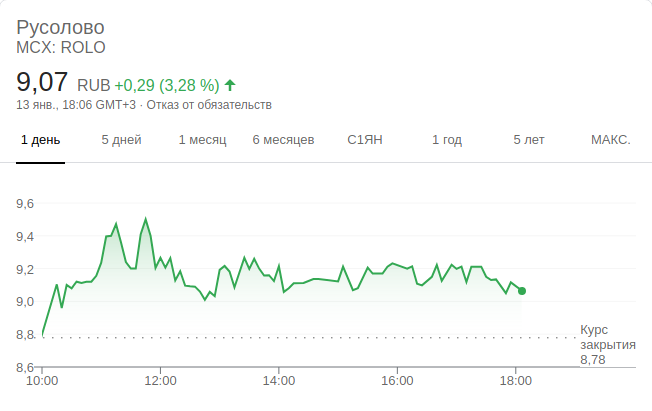 Русолово
MCX: ROLO
9,07 RUB +0,29 (3,28 %)
13 янв., 18:06 GMT+3 · Отказ от обязательств
1 день 5 дней 1 месяц 6 месяцев С1ЯН 1 год 5 лет МАКС.
9,6
9,4
9,2
9,0
8,8
8,6
Курс
закрытия
8,78
10:00 12:00 14:00 16:00 18:00